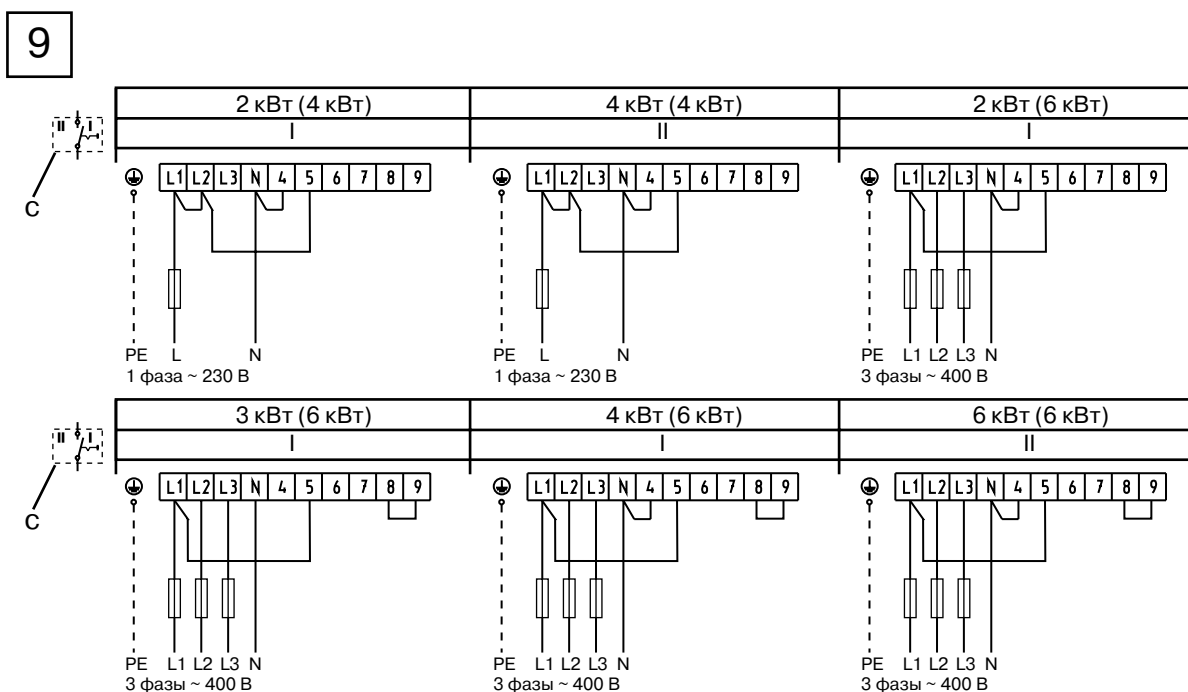 9
2 кВт (4 кВт) 4 кВт (4 кВт) 2 кВт (6 кВт)
II I I II I
L1 L2 L3 N 4 5 6 7 8 9 L1 L2 L3 N 4 5 6 7 8 9 L1 L2 L3 N 4 5 6 7 8 9
C
PE L N PE L N PE L1 L2 L3 N
1 фаза ~ 230 В 1 фаза ~ 230 В 3 фазы ~ 400 В
3 кВт (6 кВт) 4 кВт (6 кВт) 6 кВт (6 кВт)
II I I I II
L1 L2 L3 N 4 5 6 7 8 9 L1 L2 L3 N 4 5 6 7 8 9 L1 L2 L3 N 4 5 6 7 8 9
C
PE L1 L2 L3 N PE L1 L2 L3 N PE L1 L2 L3 N
3 фазы ~ 400 В 3 фазы ~ 400 В 3 фазы ~ 400 В